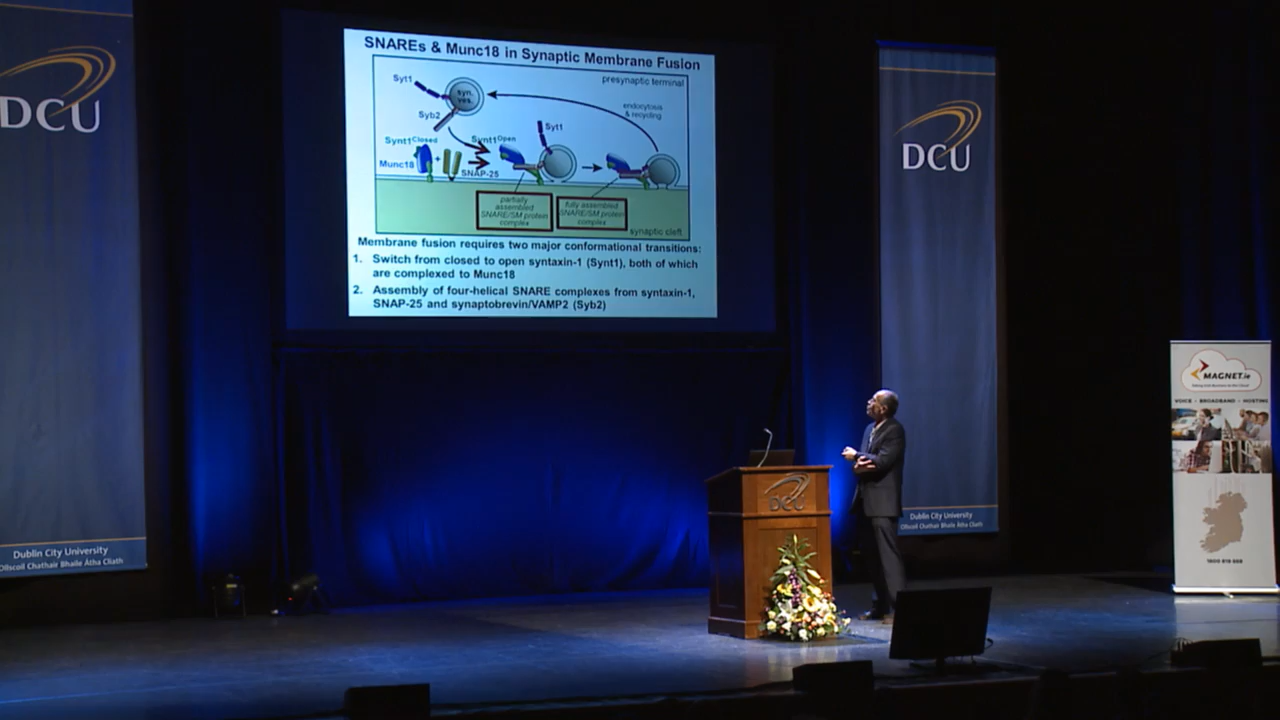 DCU
Dublin City University
Ollscoil Chathair Bhaile Átha Cliath
SNAREs & Munc18 in Synaptic Membrane Fusion
presynaptic terminal
Syt1
syn.
ves.
Syb2
endocytosis
& recycling
Synt1Closed
Synt1Open
Syt1
Munc18
+
SNAP-25
partially
assembled
SNARE/SM protein
complex
fully assembled
SNARE/SM protein
complex
synaptic cleft
Membrane fusion requires two major conformational transitions:
1. Switch from closed to open syntaxin-1 (Synt1), both of which
are complexed to Munc18
2. Assembly of four-helical SNARE complexes from syntaxin-1,
SNAP-25 and synaptobrevin/VAMP2 (Syb2)
DCU
Dublin City University
Ollscoil Chathair Bhaile Átha Cliath
DCU
MAGNET.ie
VOICE - BROADBAND - HOSTING